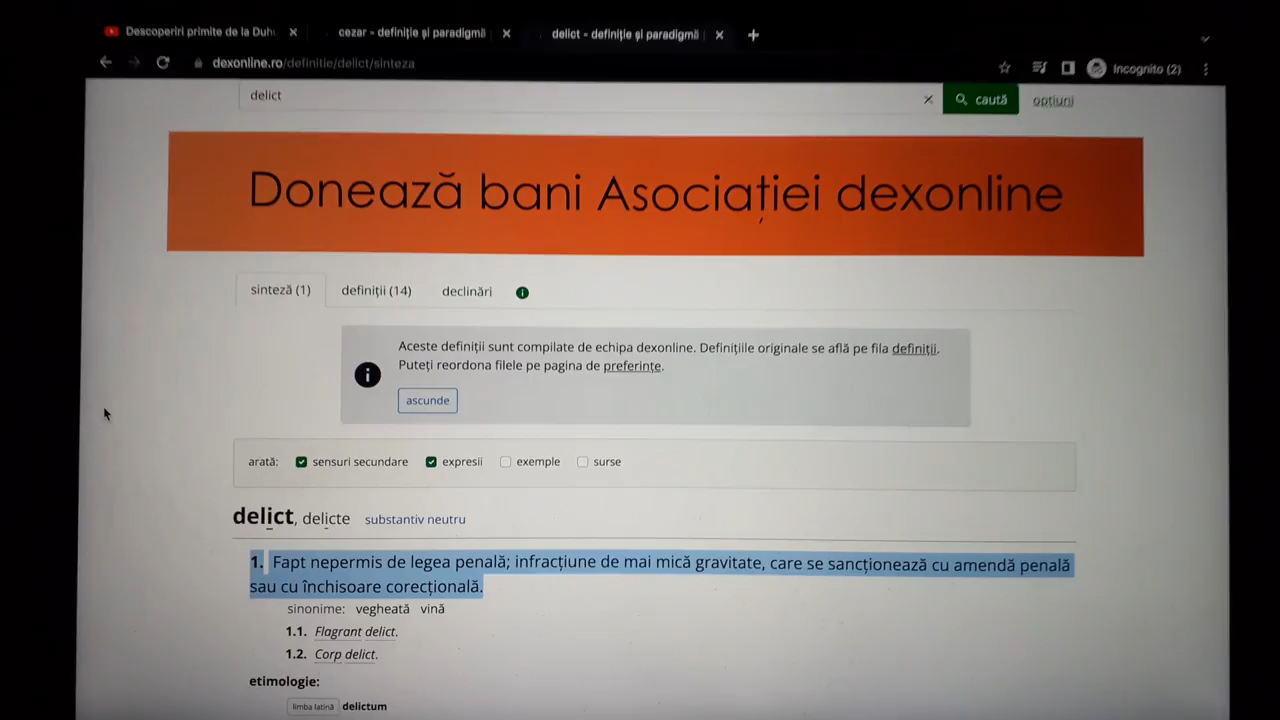 Descoperiri primite de la Duh
cezar - definiție și paradigmă
delict - definiție și paradigmă
dexonline.ro/definitie/delict/sinteza
Incognito (2)
delict
caută
opțiuni
Donează bani Asociației dexonline
sinteză (1)
definiții (14)
declinări
Aceste definiții sunt compilate de echipa dexonline. Definițiile originale se află pe fila definiții.
Puteți reordona filele pe pagina de preferințe.
ascunde
arată: sensuri secundare expresii exemple surse
delict, delicte substantiv neutru
1. Fapt nepermis de legea penală; infracțiune de mai mică gravitate, care se sancționează cu amendă penală
sau cu închisoare corecțională.
sinonime: vegheată vină
1.1. Flagrant delict.
1.2. Corp delict.
etimologie:
limba latină delictum